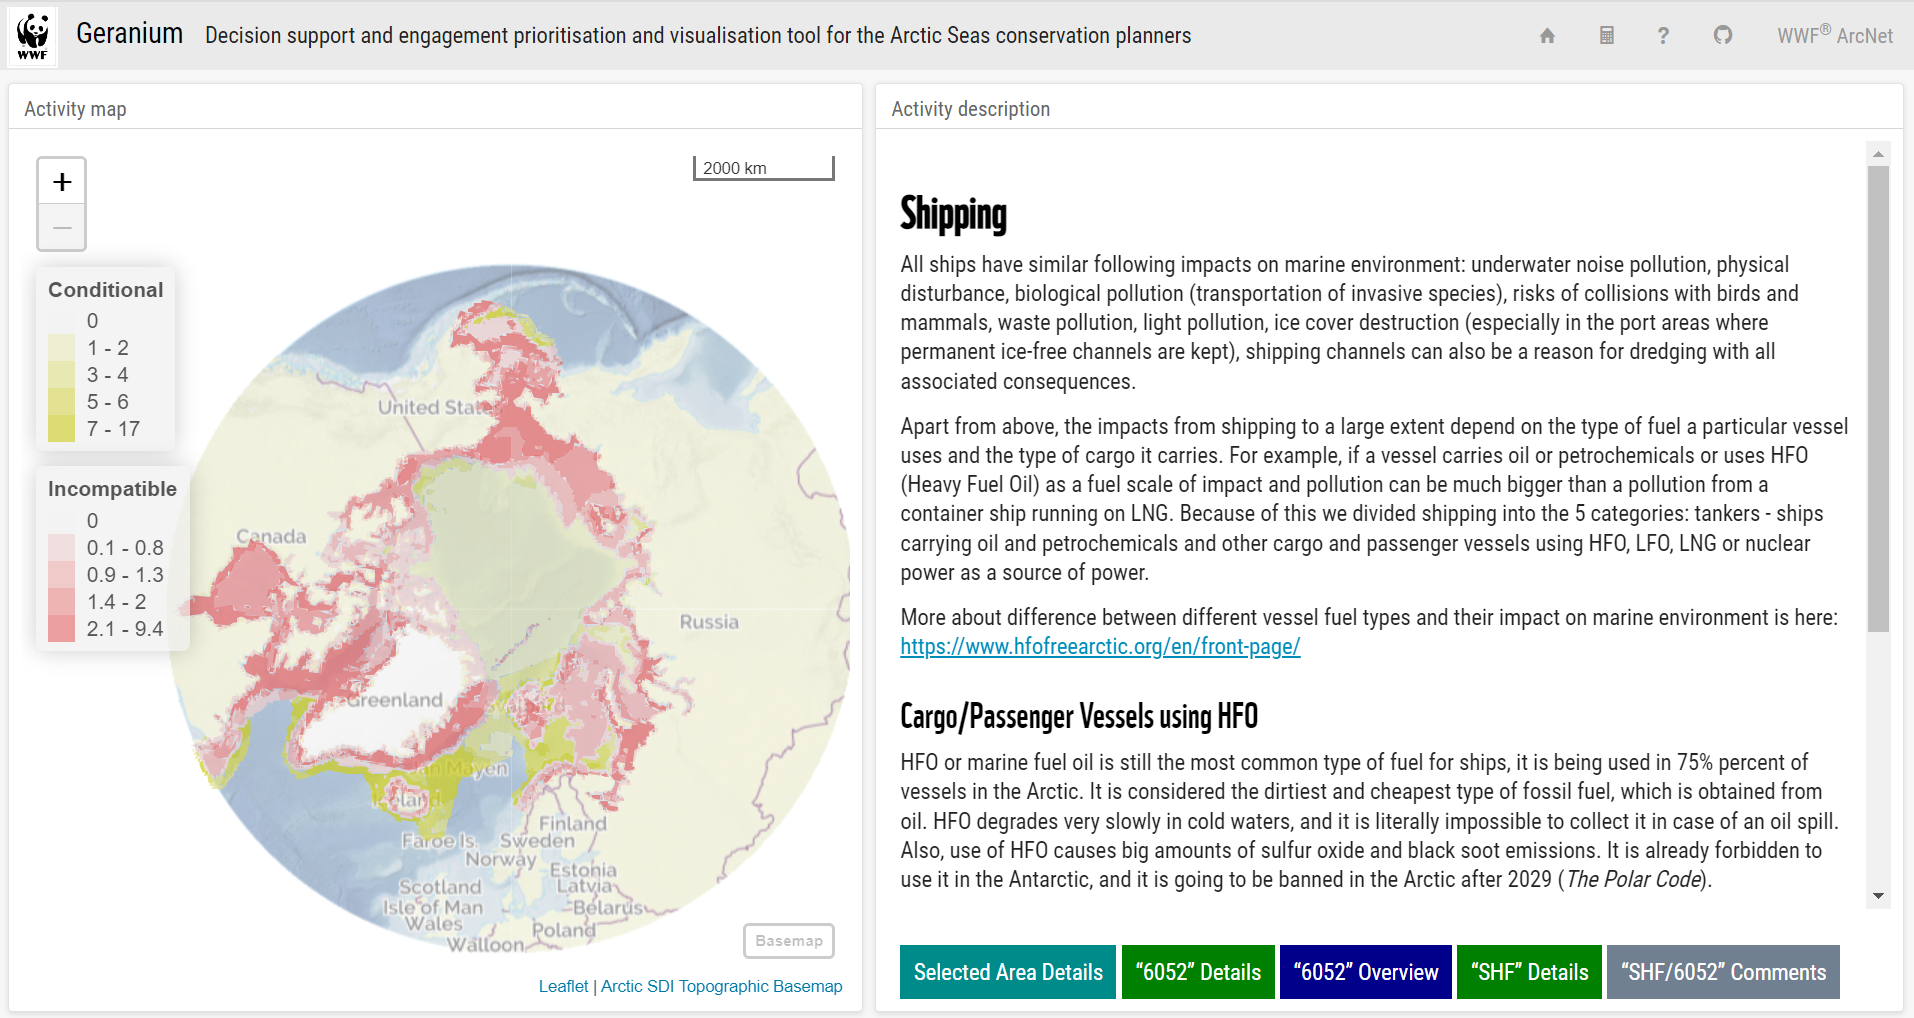 WWF
Geranium
Decision support and engagement prioritisation and visualisation tool for the Arctic Seas conservation planners
?
WWF® ArcNet
Activity map
+
−
2000 km
Conditional
0
1 - 2
3 - 4
5 - 6
7 - 17
Incompatible
0
0.1 - 0.8
0.9 - 1.3
1.4 - 2
2.1 - 9.4
United State
Canada
Russia
Greenland
Jan Mayen
Iceland
Finland
Faroe Is.
Sweden
Norway
Estonia
Latvia
Scotland
Isle of Man
Belarus
Wales
Poland
Walloon
Basemap
Leaflet | Arctic SDI Topographic Basemap
Activity description
Shipping
All ships have similar following impacts on marine environment: underwater noise pollution, physical
disturbance, biological pollution (transportation of invasive species), risks of collisions with birds and
mammals, waste pollution, light pollution, ice cover destruction (especially in the port areas where
permanent ice-free channels are kept), shipping channels can also be a reason for dredging with all
associated consequences.
Apart from above, the impacts from shipping to a large extent depend on the type of fuel a particular vessel
uses and the type of cargo it carries. For example, if a vessel carries oil or petrochemicals or uses HFO
(Heavy Fuel Oil) as a fuel scale of impact and pollution can be much bigger than a pollution from a
container ship running on LNG. Because of this we divided shipping into the 5 categories: tankers - ships
carrying oil and petrochemicals and other cargo and passenger vessels using HFO, LFO, LNG or nuclear
power as a source of power.
More about difference between different vessel fuel types and their impact on marine environment is here:
https://www.hfofreearctic.org/en/front-page/
Cargo/Passenger Vessels using HFO
HFO or marine fuel oil is still the most common type of fuel for ships, it is being used in 75% percent of
vessels in the Arctic. It is considered the dirtiest and cheapest type of fossil fuel, which is obtained from
oil. HFO degrades very slowly in cold waters, and it is literally impossible to collect it in case of an oil spill.
Also, use of HFO causes big amounts of sulfur oxide and black soot emissions. It is already forbidden to
use it in the Antarctic, and it is going to be banned in the Arctic after 2029 (The Polar Code).
Selected Area Details
“6052” Details
“6052” Overview
“SHF” Details
“SHF/6052” Comments